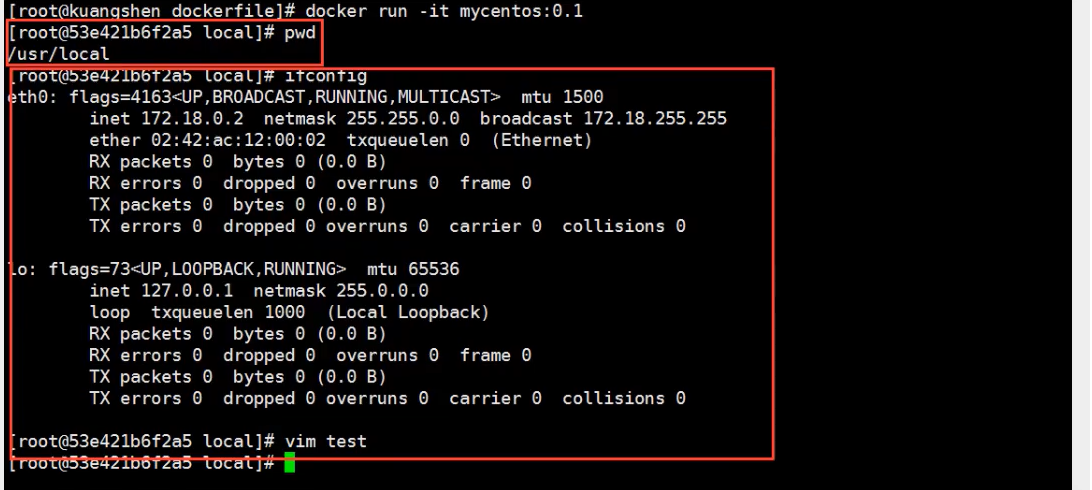 [root@kuangshen dockerfile]# docker run -it mycentos:0.1
[root@53e421b6f2a5 local]# pwd
/usr/local
[root@53e421b6f2a5 local]# ifconfig
eth0: flags=4163<UP,BROADCAST,RUNNING,MULTICAST>  mtu 1500
        inet 172.18.0.2  netmask 255.255.0.0  broadcast 172.18.255.255
        ether 02:42:ac:12:00:02  txqueuelen 0  (Ethernet)
        RX packets 0  bytes 0 (0.0 B)
        RX errors 0  dropped 0  overruns 0  frame 0
        TX packets 0  bytes 0 (0.0 B)
        TX errors 0  dropped 0 overruns 0  carrier 0  collisions 0

lo: flags=73<UP,LOOPBACK,RUNNING>  mtu 65536
        inet 127.0.0.1  netmask 255.0.0.0
        loop  txqueuelen 1000  (Local Loopback)
        RX packets 0  bytes 0 (0.0 B)
        RX errors 0  dropped 0  overruns 0  frame 0
        TX packets 0  bytes 0 (0.0 B)
        TX errors 0  dropped 0 overruns 0  carrier 0  collisions 0

[root@53e421b6f2a5 local]# vim test
[root@53e421b6f2a5 local]#